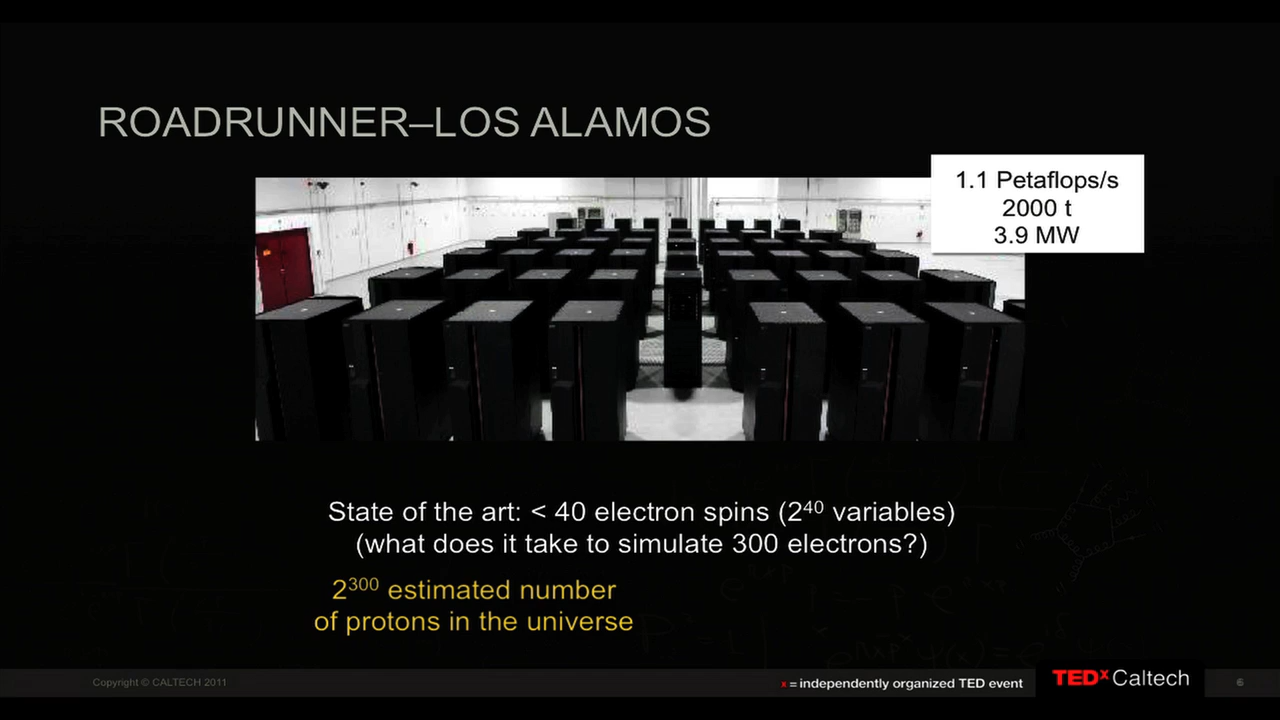 ROADRUNNER–LOS ALAMOS
1.1 Petaflops/s
2000 t
3.9 MW
State of the art: < 40 electron spins (2⁴⁰ variables)
(what does it take to simulate 300 electrons?)
2³⁰⁰ estimated number
of protons in the universe
Copyright © CALTECH 2011
x = independently organized TED event
TEDx Caltech
6